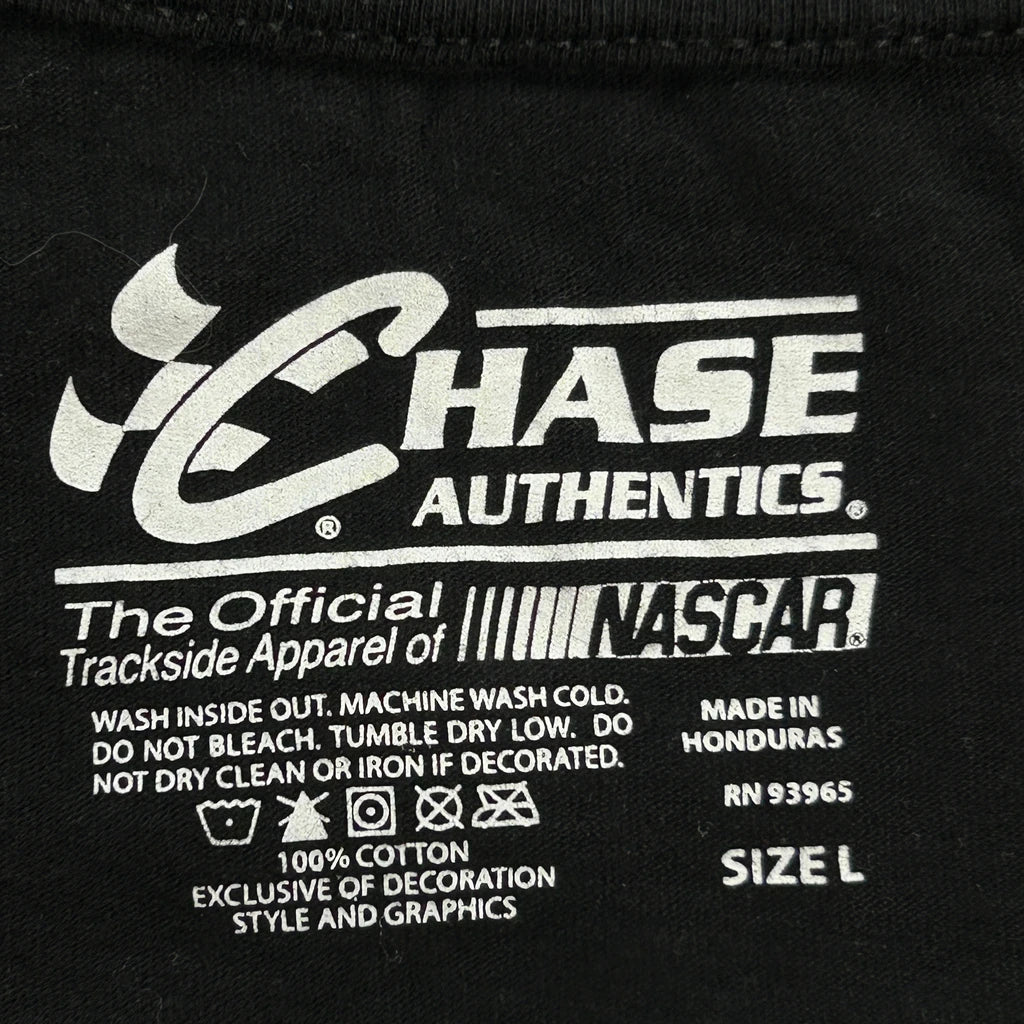 CHASE
AUTHENTICS®
®
The Official
Trackside Apparel of
NASCAR®
WASH INSIDE OUT. MACHINE WASH COLD.
DO NOT BLEACH. TUMBLE DRY LOW. DO
NOT DRY CLEAN OR IRON IF DECORATED.
100% COTTON
EXCLUSIVE OF DECORATION
STYLE AND GRAPHICS
MADE IN
HONDURAS
RN 93965
SIZE L